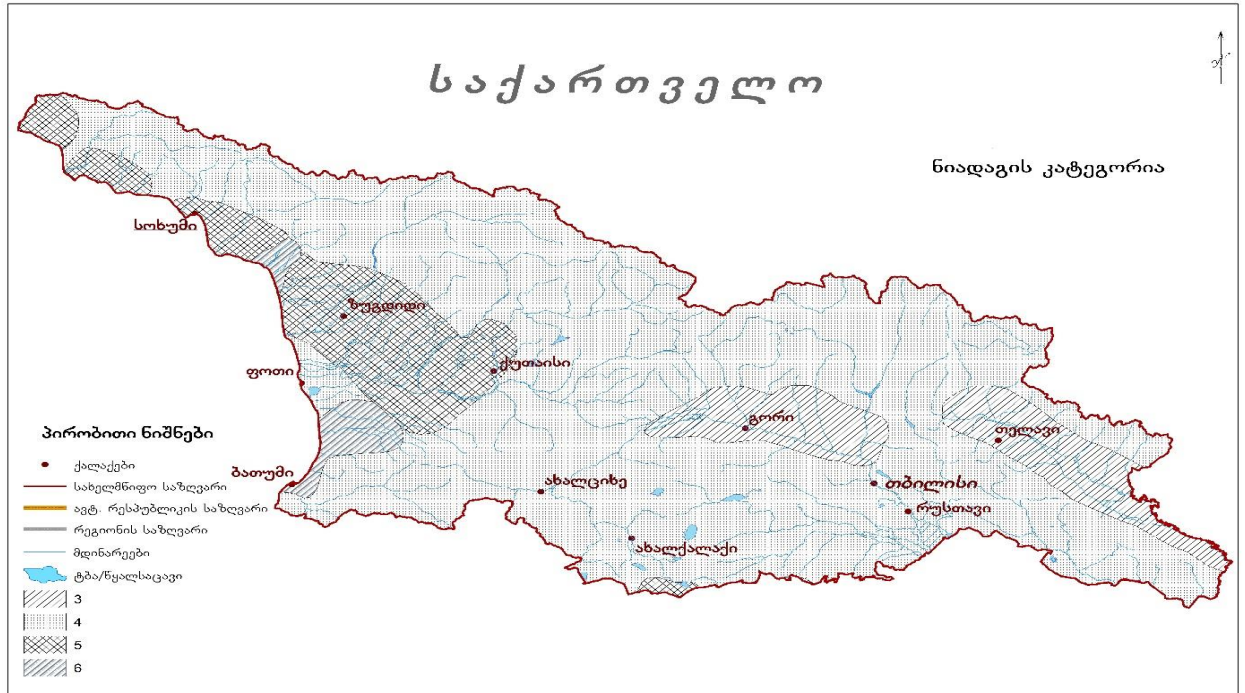 საქართველო
ნიადაგის კატეგორია
სოხუმი
ზუგდიდი
ქუთაისი
ფოთი
გორი
თელავი
ბათუმი
ახალციხე
თბილისი
რუსთავი
ახალქალაქი
პირობითი ნიშნები
ქალაქები
სახელმწიფო საზღვარი
ავტ. რესპუბლიკის საზღვარი
რეგიონის საზღვარი
მდინარეები
ტბა/წყალსაცავი
3
4
5
6